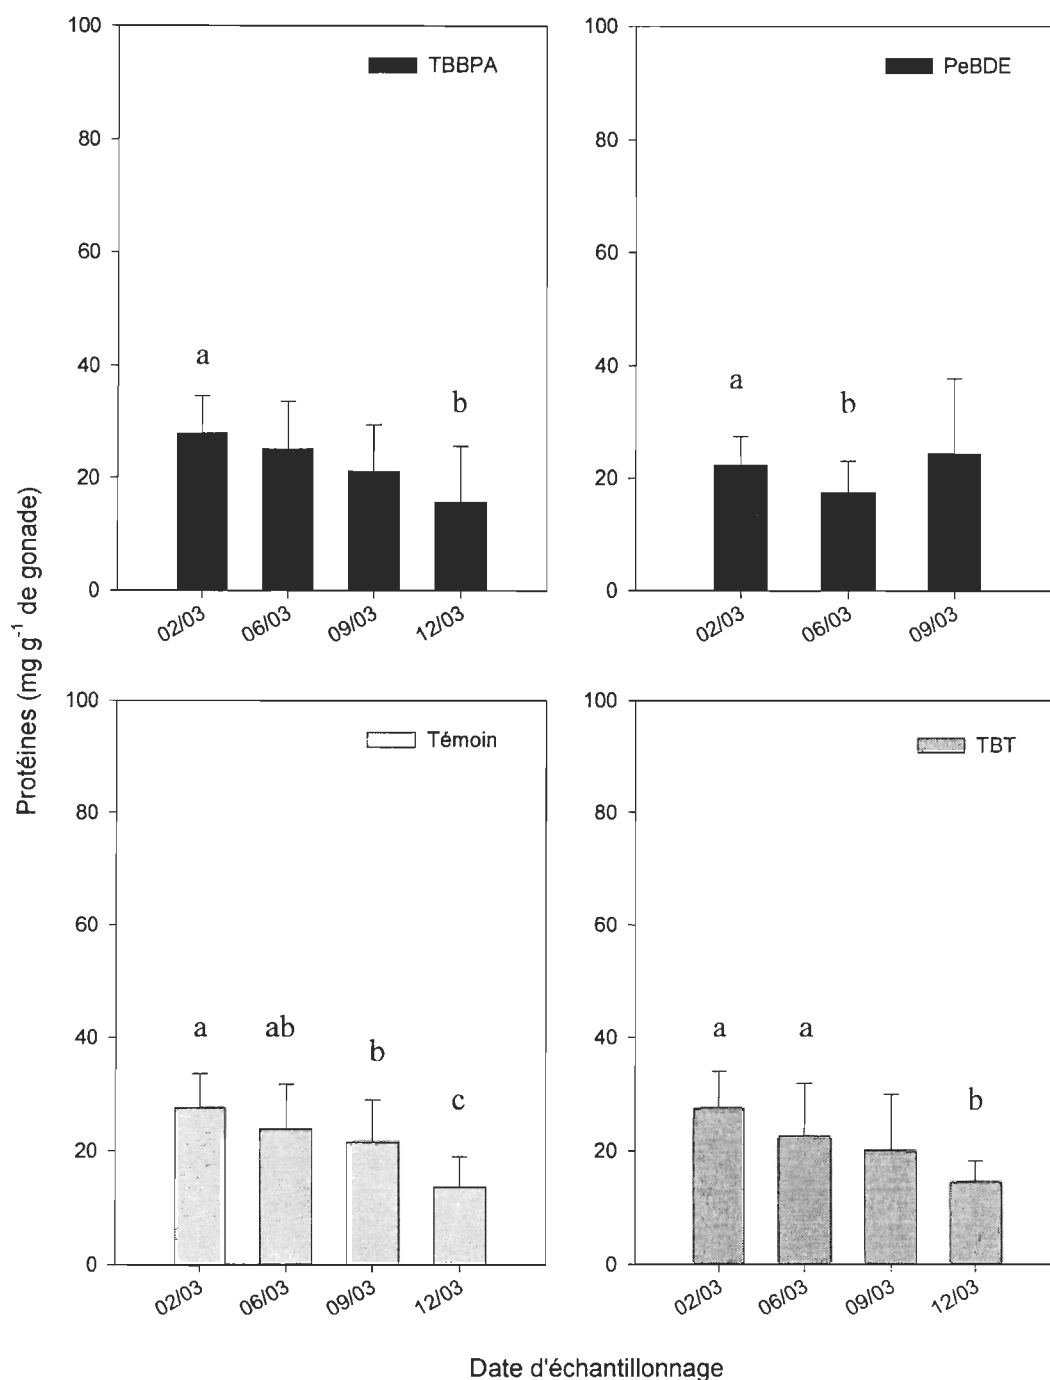 Protéines (mg g⁻¹ de gonade)
100
80
60
40
20
0
TBBPA
a
b
02/03
06/03
09/03
12/03
100
80
60
40
20
0
PeBDE
a
b
02/03
06/03
09/03
100
80
60
40
20
0
Témoin
a
ab
b
c
02/03
06/03
09/03
12/03
100
80
60
40
20
0
TBT
a
a
b
02/03
06/03
09/03
12/03
Date d'échantillonnage